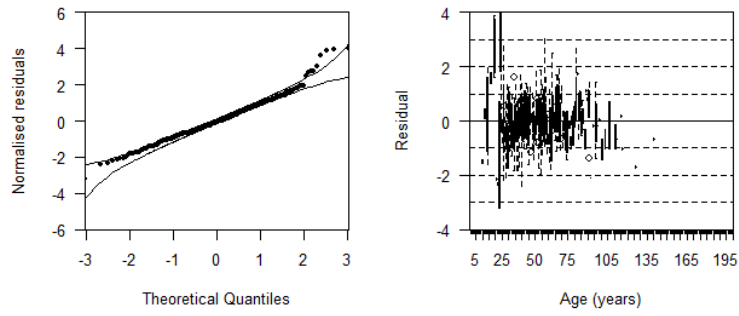 Normalised residuals
6
4
2
0
-2
-4
-6
-3 -2 -1 0 1 2 3
Theoretical Quantiles
Residual
4
2
0
-2
-4
5 25 50 75 105 135 165 195
Age (years)